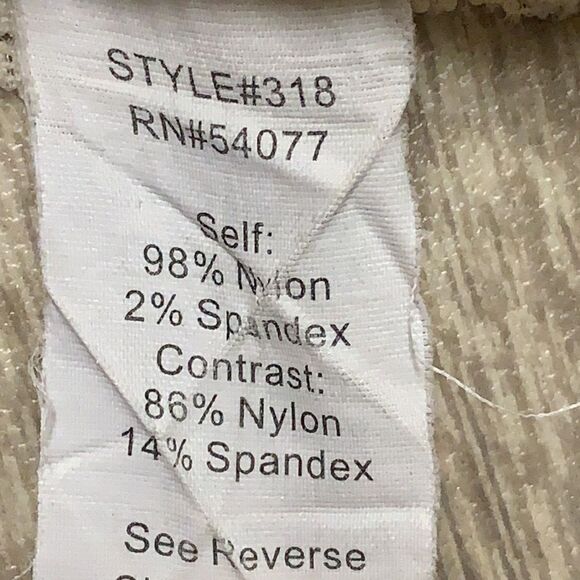 STYLE#318
RN#54077
Self:
98% Nylon
2% Spandex
Contrast:
86% Nylon
14% Spandex
See Reverse